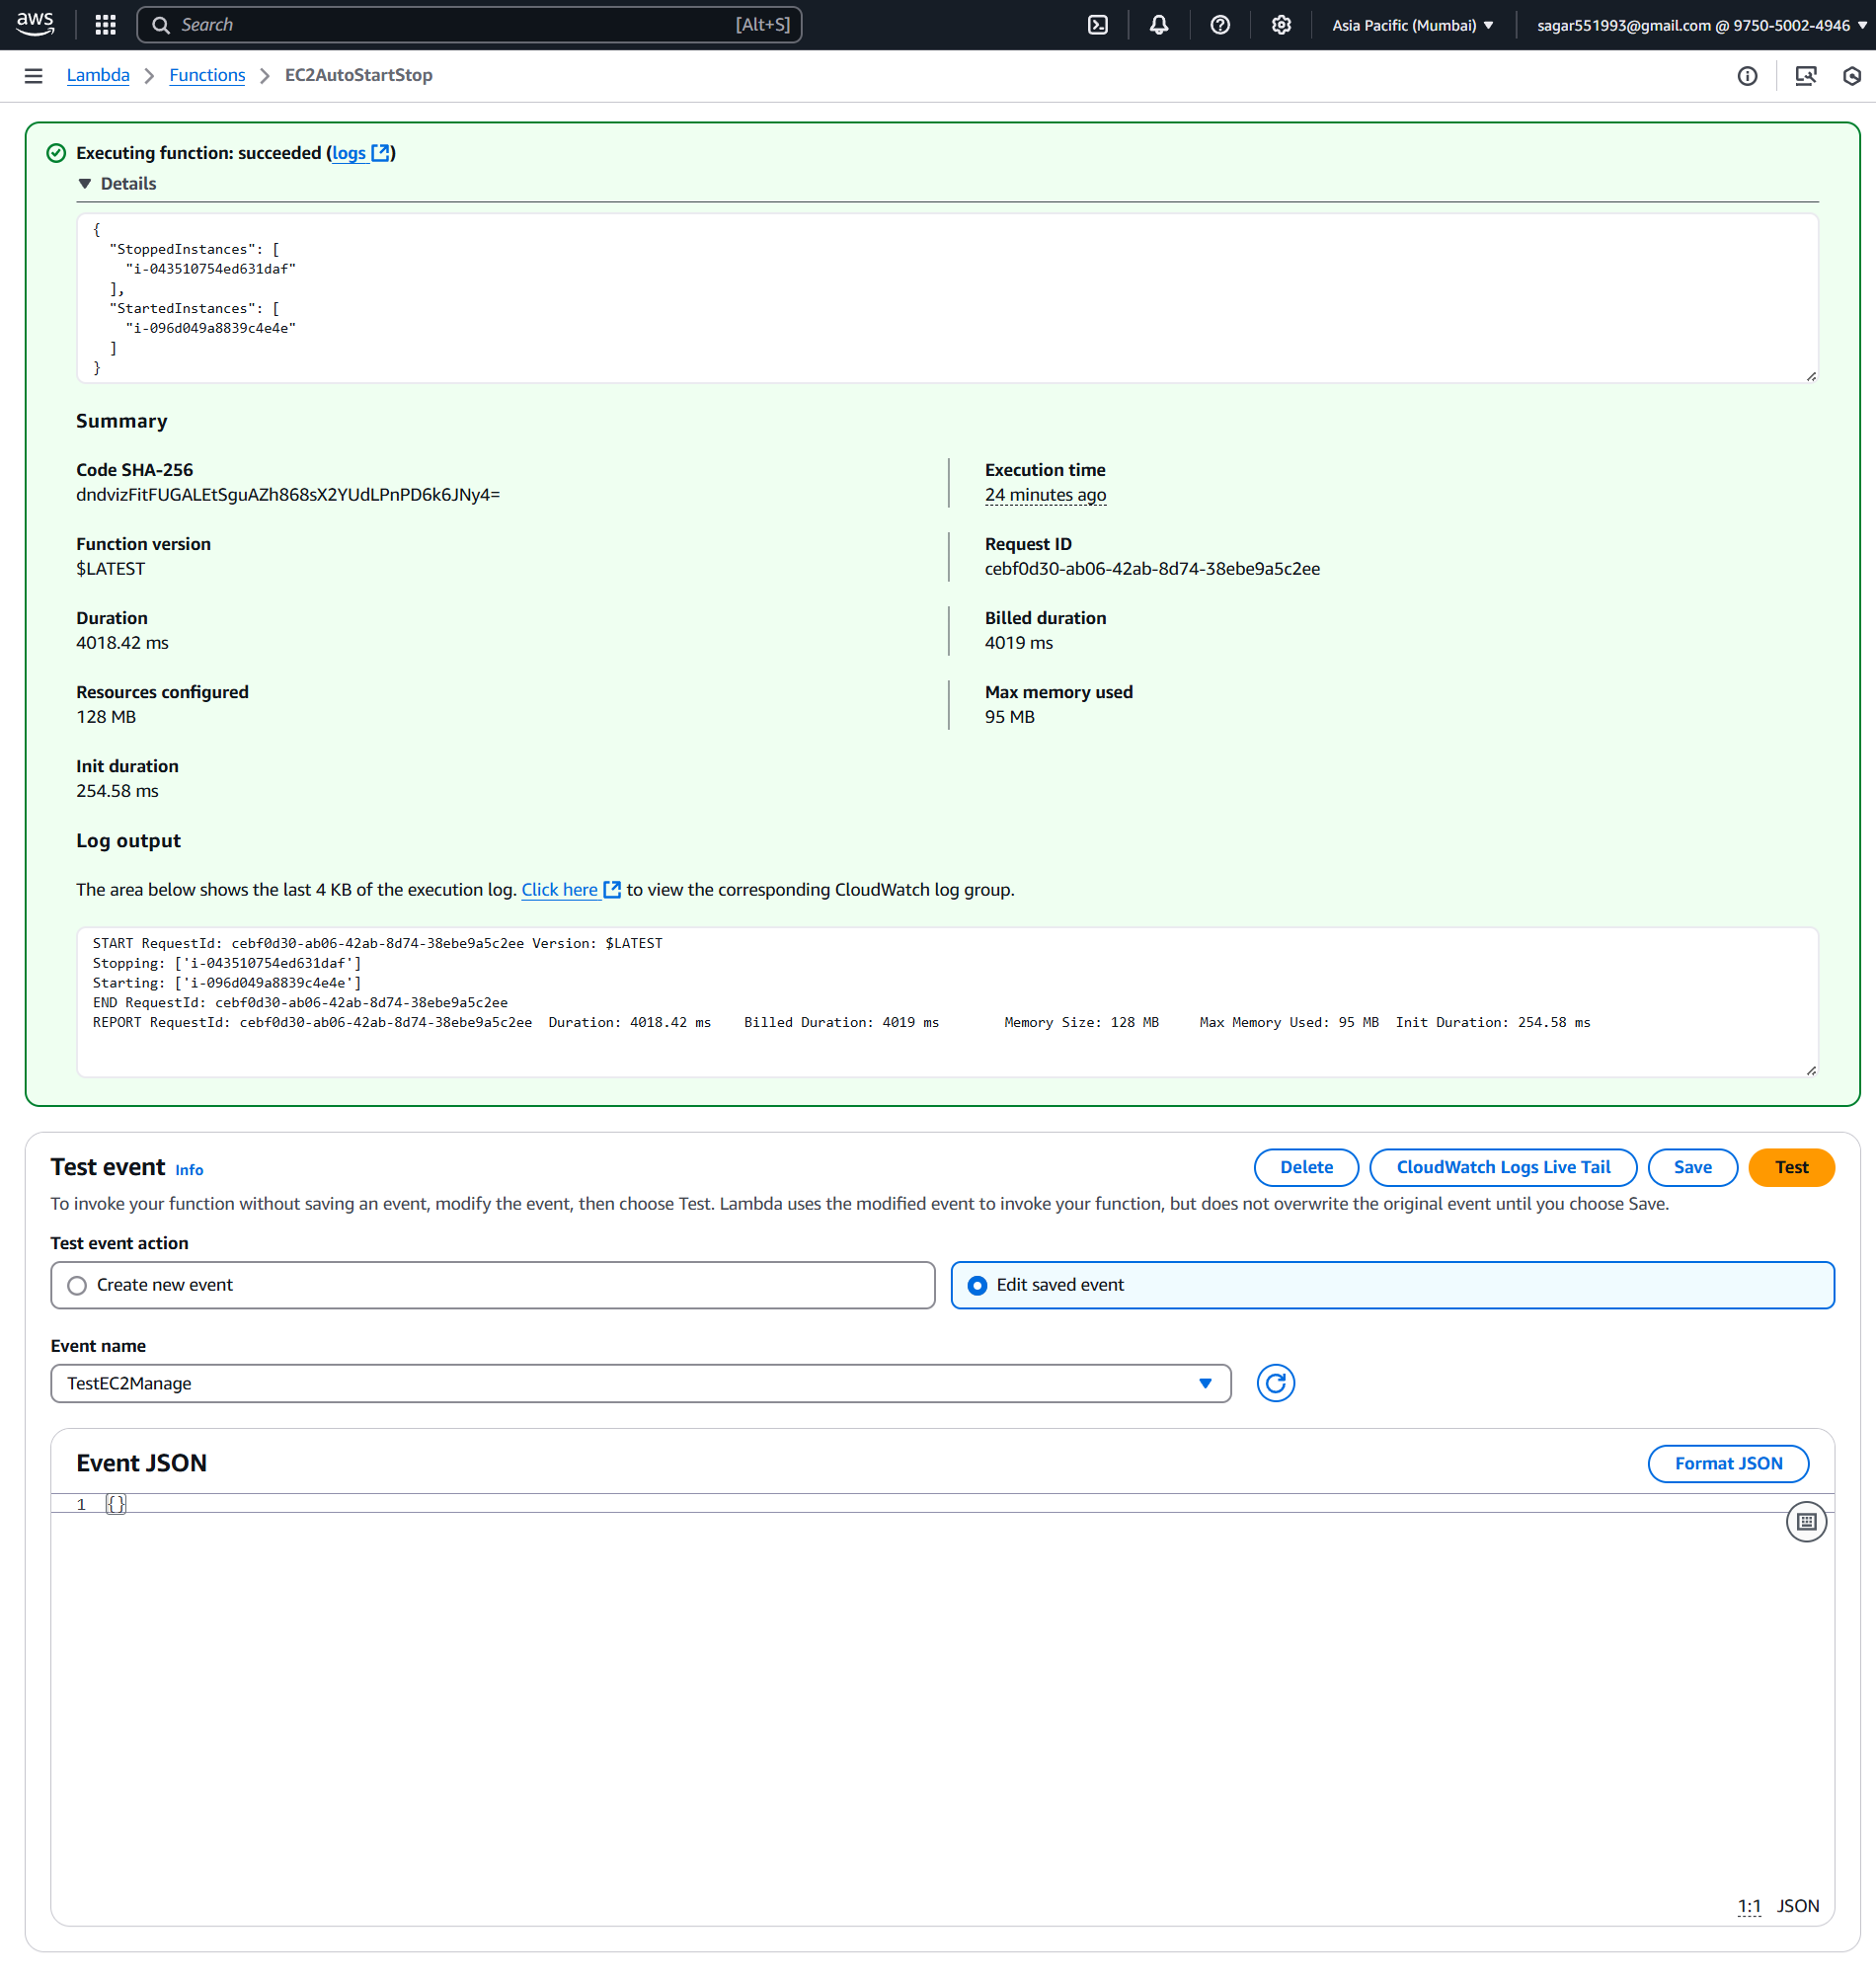 aws
Search [Alt+S]
Asia Pacific (Mumbai)
sagar551993@gmail.com @ 9750-5002-4946
Lambda
Functions
EC2AutoStartStop
Executing function: succeeded (logs)
Details
{
"StoppedInstances": [
"i-043510754ed631daf"
],
"StartedInstances": [
"i-096d049a8839c4e4e"
]
}
Summary
Code SHA-256
dndvizFitFUGALEtSguAZh868sX2YUdLPnPD6k6JNy4=
Execution time
24 minutes ago
Function version
$LATEST
Request ID
cebf0d30-ab06-42ab-8d74-38ebe9a5c2ee
Duration
4018.42 ms
Billed duration
4019 ms
Resources configured
128 MB
Max memory used
95 MB
Init duration
254.58 ms
Log output
The area below shows the last 4 KB of the execution log. Click here to view the corresponding CloudWatch log group.
START RequestId: cebf0d30-ab06-42ab-8d74-38ebe9a5c2ee Version: $LATEST
Stopping: ['i-043510754ed631daf']
Starting: ['i-096d049a8839c4e4e']
END RequestId: cebf0d30-ab06-42ab-8d74-38ebe9a5c2ee
REPORT RequestId: cebf0d30-ab06-42ab-8d74-38ebe9a5c2ee Duration: 4018.42 ms Billed Duration: 4019 ms Memory Size: 128 MB Max Memory Used: 95 MB Init Duration: 254.58 ms
Test event Info
Delete
CloudWatch Logs Live Tail
Save
Test
To invoke your function without saving an event, modify the event, then choose Test. Lambda uses the modified event to invoke your function, but does not overwrite the original event until you choose Save.
Test event action
Create new event
Edit saved event
Event name
TestEC2Manage
Event JSON
Format JSON
1 {}
1:1 JSON